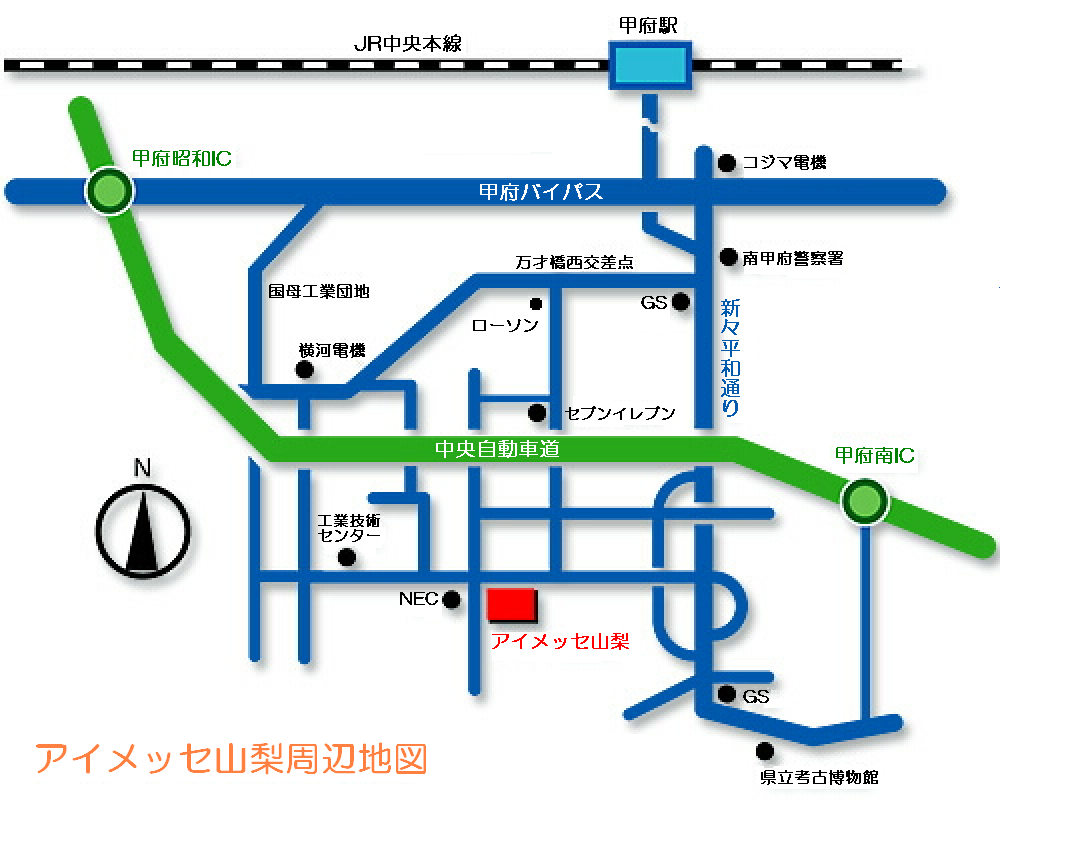 甲府駅
JR中央本線
甲府昭和IC
コジマ電機
甲府バイパス
南甲府警察署
万才橋西交差点
国母工業団地
GS
ローソン
新々平和通り
横河電機
セブンイレブン
中央自動車道
甲府南IC
N
工業技術
センター
NEC
アイメッセ山梨
GS
アイメッセ山梨周辺地図
県立考古博物館